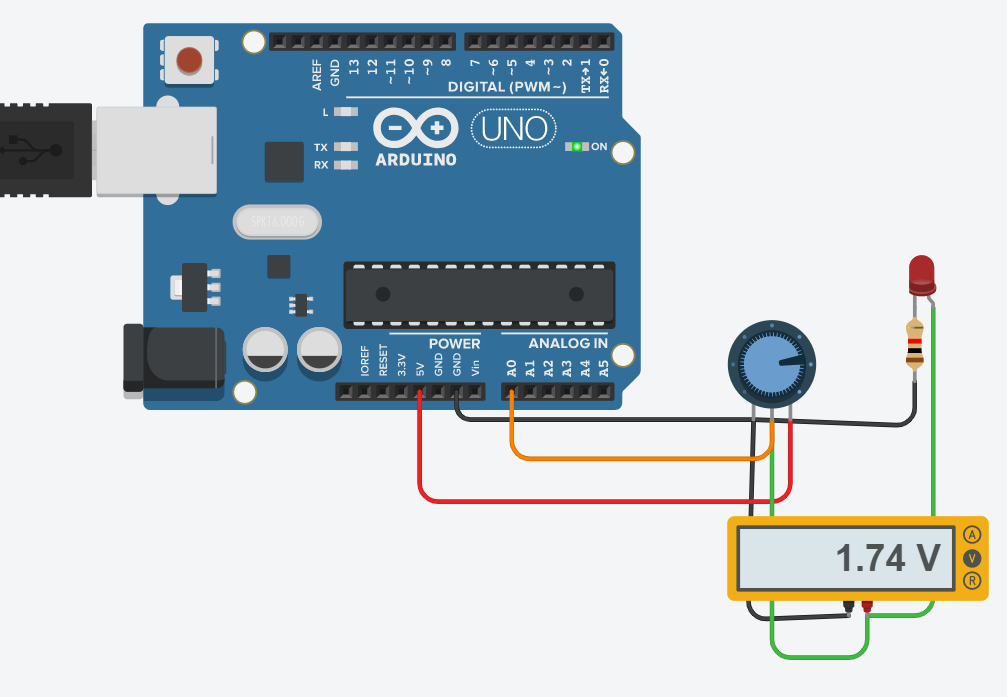 AREF
GND
13
12
~11
~10
~9
8
7
~6
~5
4
~3
2
TX→1
RX←0
DIGITAL (PWM~)
L
TX
RX
ARDUINO
UNO
ON
SPK16.000G
POWER
ANALOG IN
IOREF
RESET
3.3V
5V
GND
GND
Vin
A0
A1
A2
A3
A4
A5
1.74 V
A
V
R